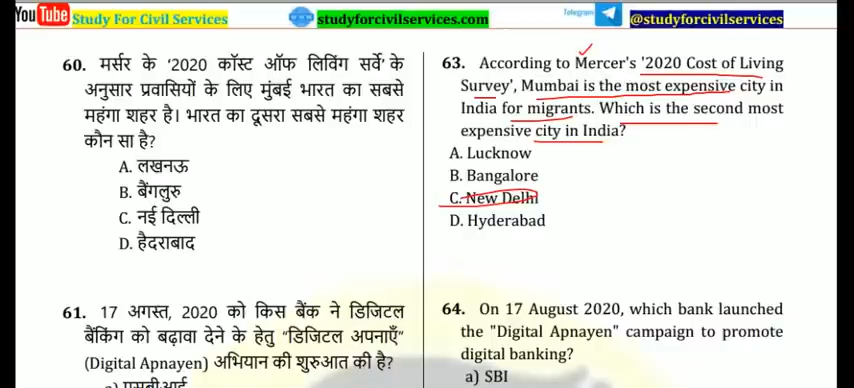 You Tube Study For Civil Services studyforcivilservices.com Telegram @studyforcivilservices
60. मर्सर के '2020 कॉस्ट ऑफ लिविंग सर्वे' के
अनुसार प्रवासियों के लिए मुंबई भारत का सबसे
महंगा शहर है। भारत का दूसरा सबसे महंगा शहर
कौन सा है?
A. लखनऊ
B. बैंगलुरु
C. नई दिल्ली
D. हैदराबाद
61. 17 अगस्त, 2020 को किस बैंक ने डिजिटल
बैंकिंग को बढ़ावा देने के हेतु "डिजिटल अपनाएँ"
(Digital Apnayen) अभियान की शुरुआत की है?
a) एसबीआई
63. According to Mercer's '2020 Cost of Living
Survey', Mumbai is the most expensive city in
India for migrants. Which is the second most
expensive city in India?
A. Lucknow
B. Bangalore
C. New Delhi
D. Hyderabad
64. On 17 August 2020, which bank launched
the "Digital Apnayen" campaign to promote
digital banking?
a) SBI